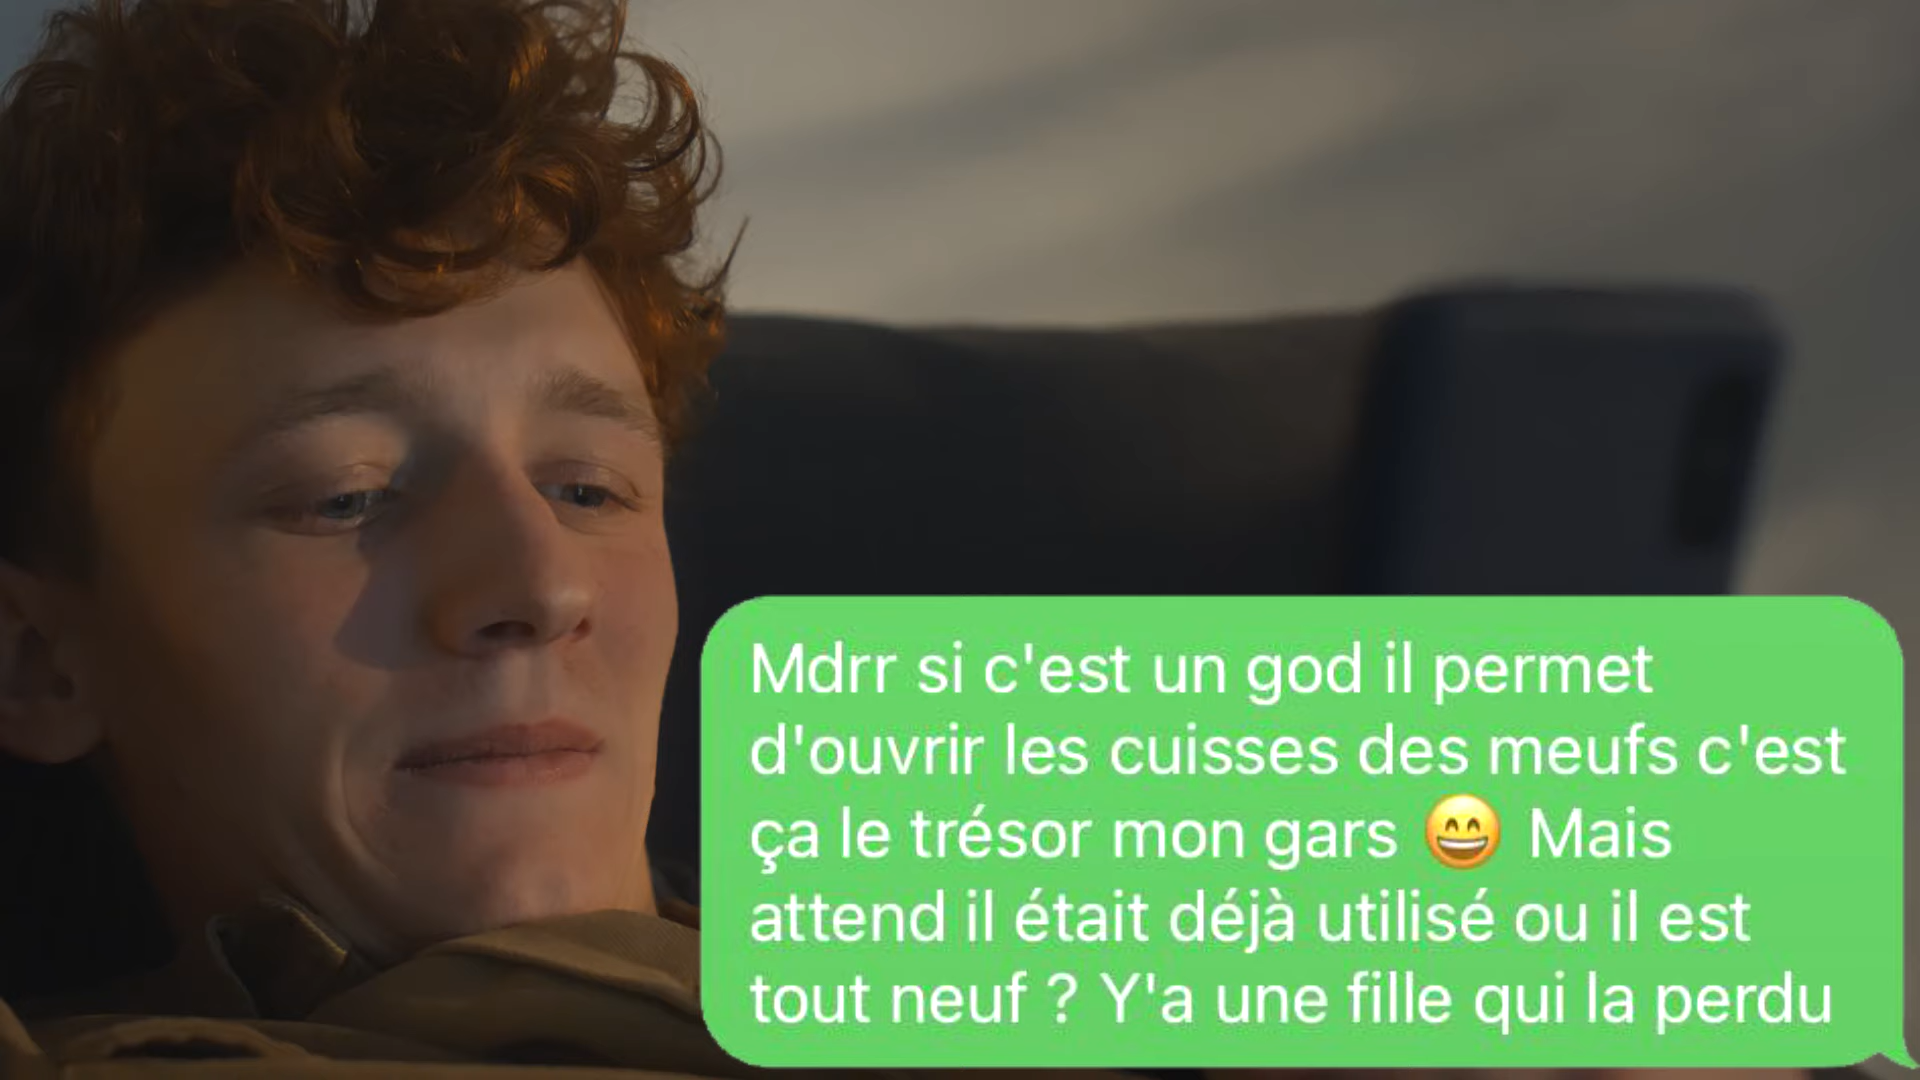 Mdrr si c'est un god il permet
d'ouvrir les cuisses des meufs c'est
ça le trésor mon gars 😄 Mais
attend il était déjà utilisé ou il est
tout neuf ? Y'a une fille qui la perdu